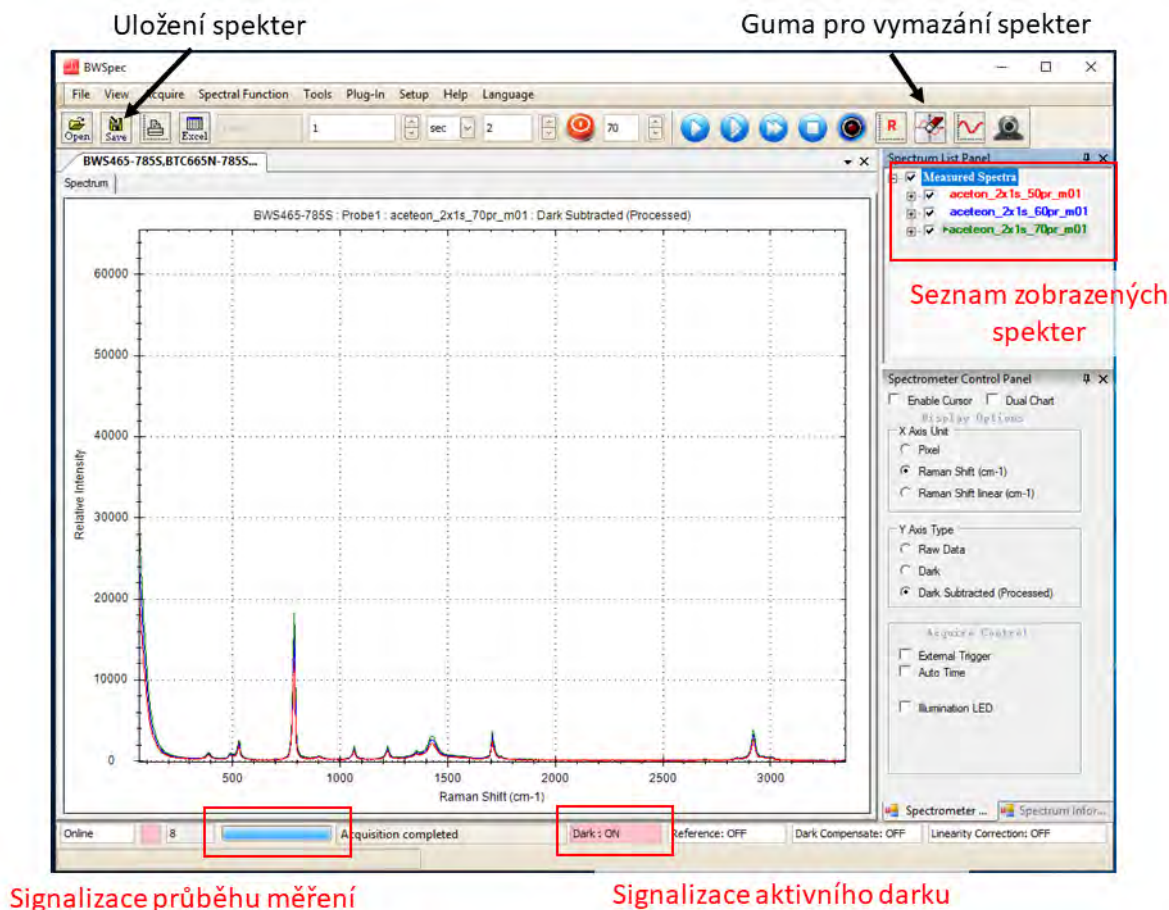 Uložení spekter
Guma pro vymazání spekter
BWSpec
File View Acquire Spectral Function Tools Plug-In Setup Help Language
Open Save Excel 1 sec 2 70 R
BWS465-785S,BTC665N-785S...
Spectrum
BWS465-785S : Probe1 : aceteon_2x1s_70pr_m01 : Dark Subtracted (Processed)
60000
50000
40000
30000
20000
10000
0
Relative Intensity
500 1000 1500 2000 2500 3000
Raman Shift (cm-1)
Spectrum List Panel
Measured Spectra
aceton_2x1s_50pr_m01
aceteon_2x1s_60pr_m01
aceteon_2x1s_70pr_m01
Seznam zobrazených
spekter
Spectrometer Control Panel
Enable Cursor Dual Chart
Display Options
X Axis Unit
Pixel
Raman Shift (cm-1)
Raman Shift linear (cm-1)
Y Axis Type
Raw Data
Dark
Dark Subtracted (Processed)
Acquire Control
External Trigger
Auto Time
Illumination LED
Spectrometer ... Spectrum Infor...
Online 8 Acquisition completed Dark : ON Reference: OFF Dark Compensate: OFF Linearity Correction: OFF
Signalizace průběhu měření
Signalizace aktivního darku